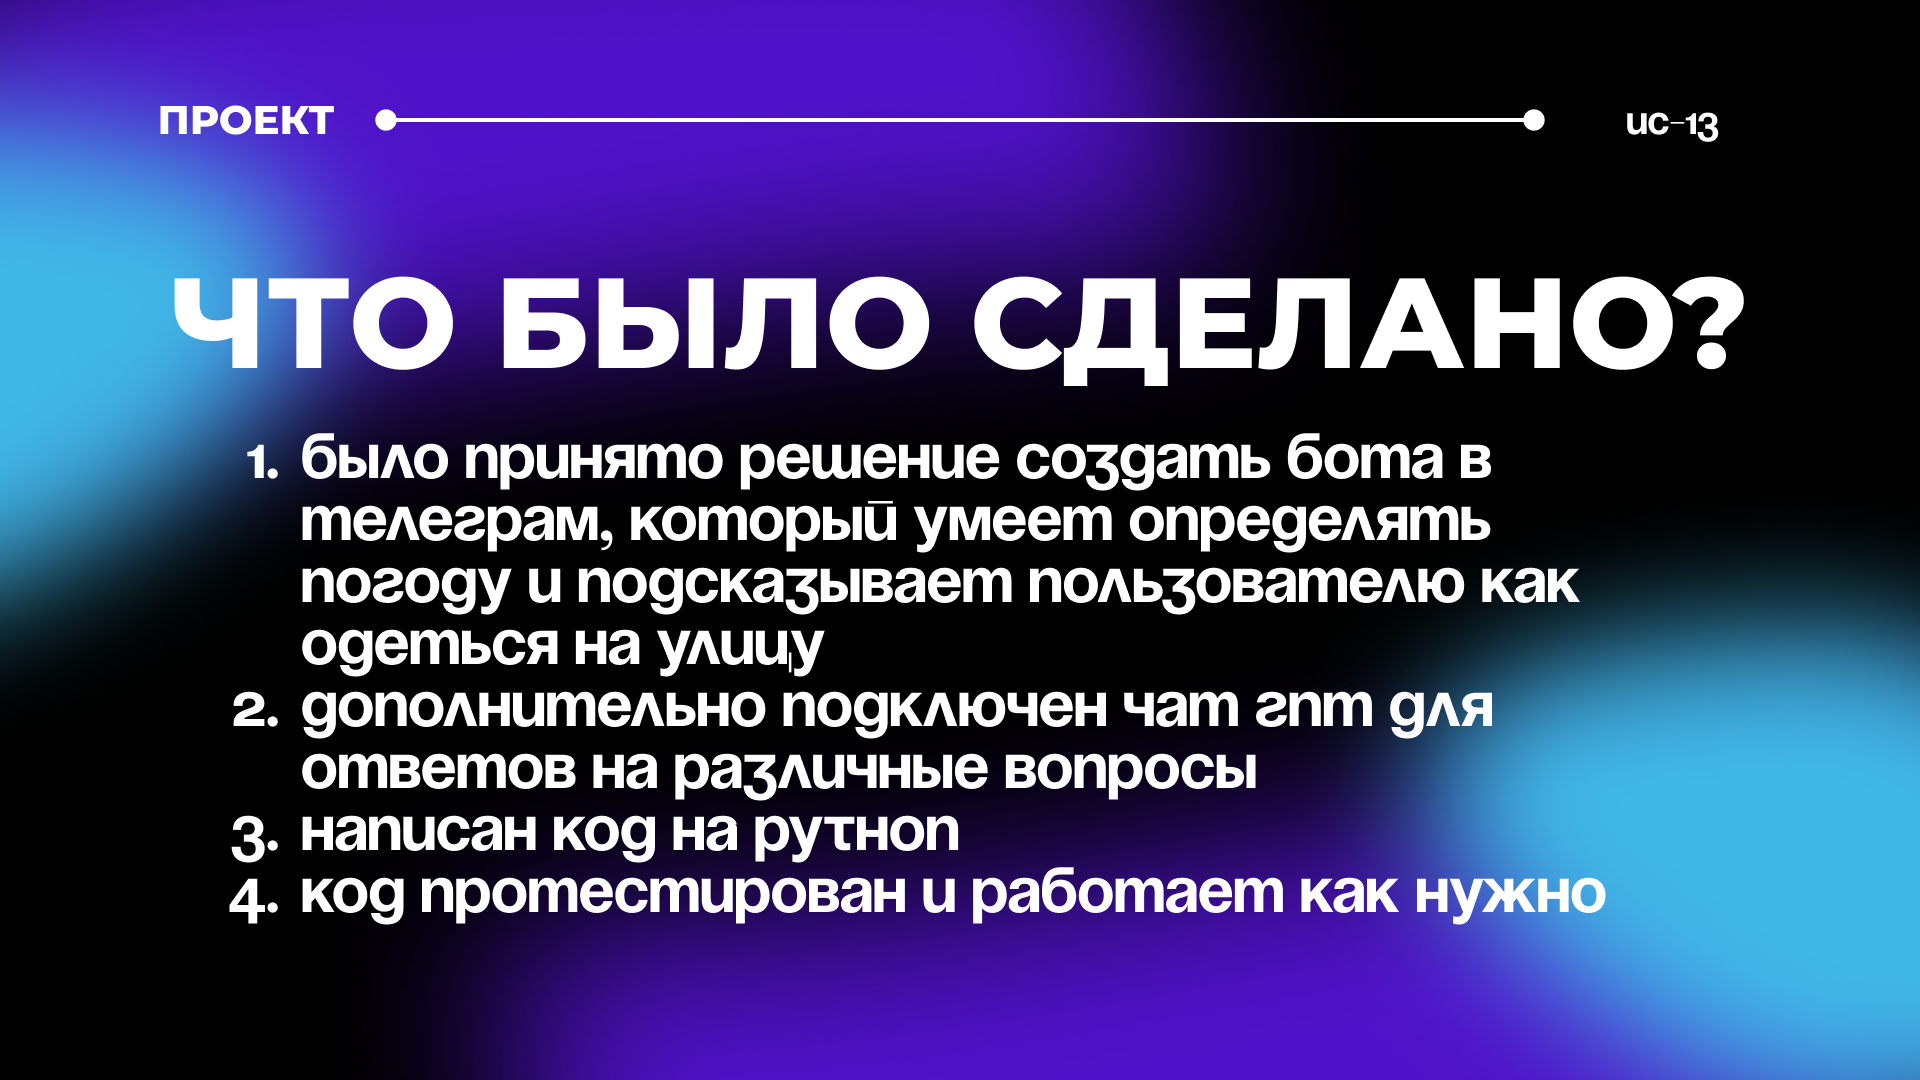 ПРОЕКТ
ис-13
ЧТО БЫЛО СДЕЛАНО?
1. было принято решение создать бота в
телеграм, который умеет определять
погоду и подсказывает пользователю как
одеться на улицу
2. дополнительно подключен чат гпт для
ответов на различные вопросы
3. написан код на рутноп
4. код протестирован и работает как нужно